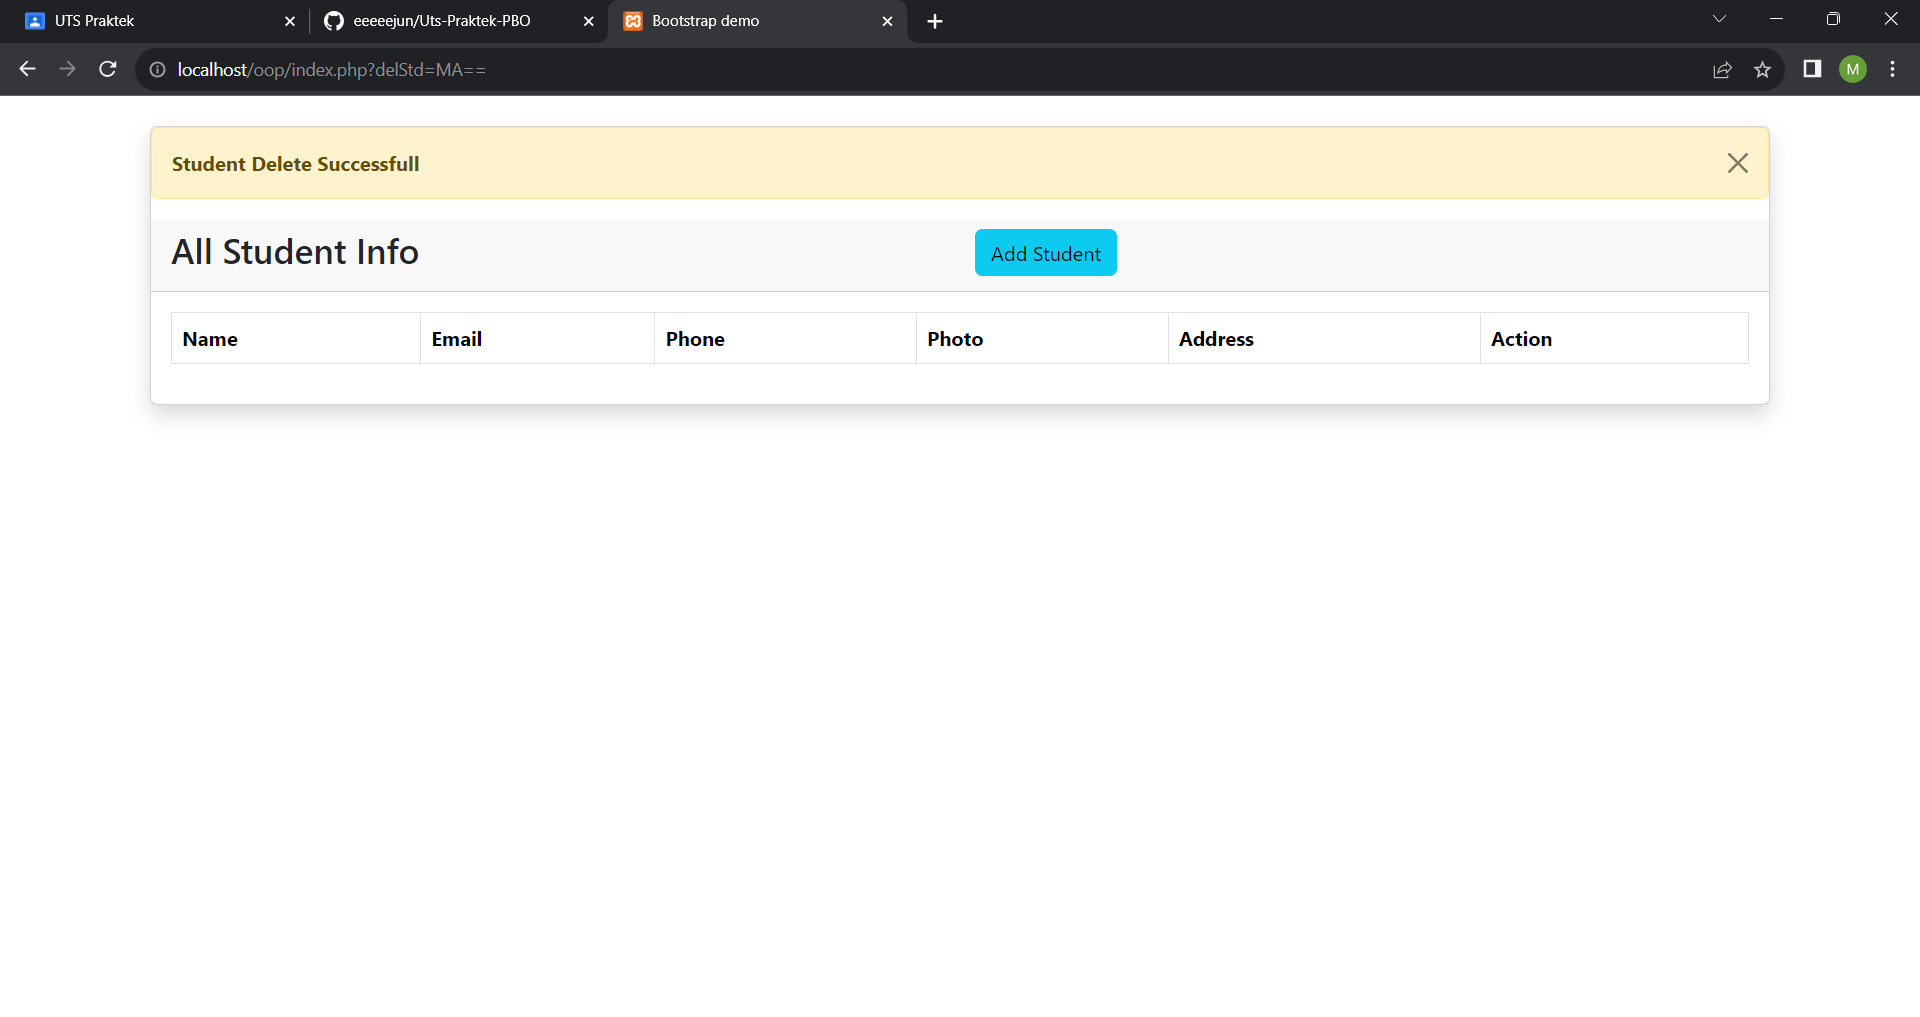 UTS Praktek
eeeeejun/Uts-Praktek-PBO
Bootstrap demo
localhost/oop/index.php?delStd=MA==
M
Student Delete Successfull
All Student Info
Add Student
Name Email Phone Photo Address Action